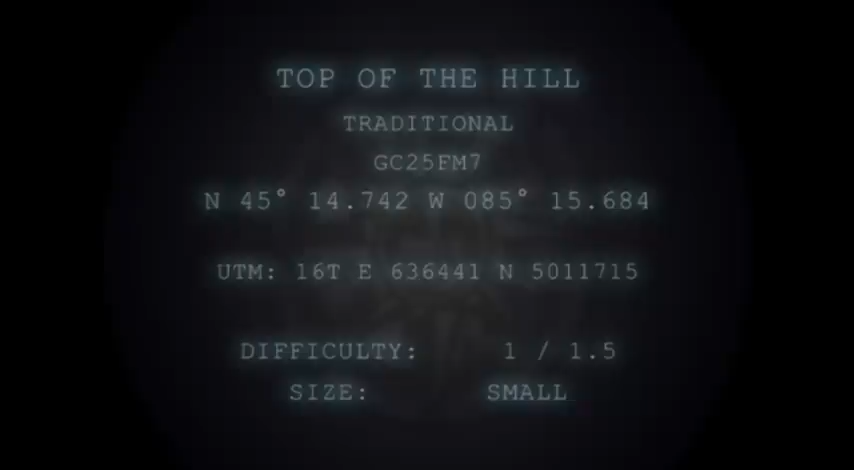 TOP OF THE HILL
TRADITIONAL
GC25FM7
N 45° 14.742 W 085° 15.684
UTM: 16T E 636441 N 5011715
DIFFICULTY: 1 / 1.5
SIZE: SMALL